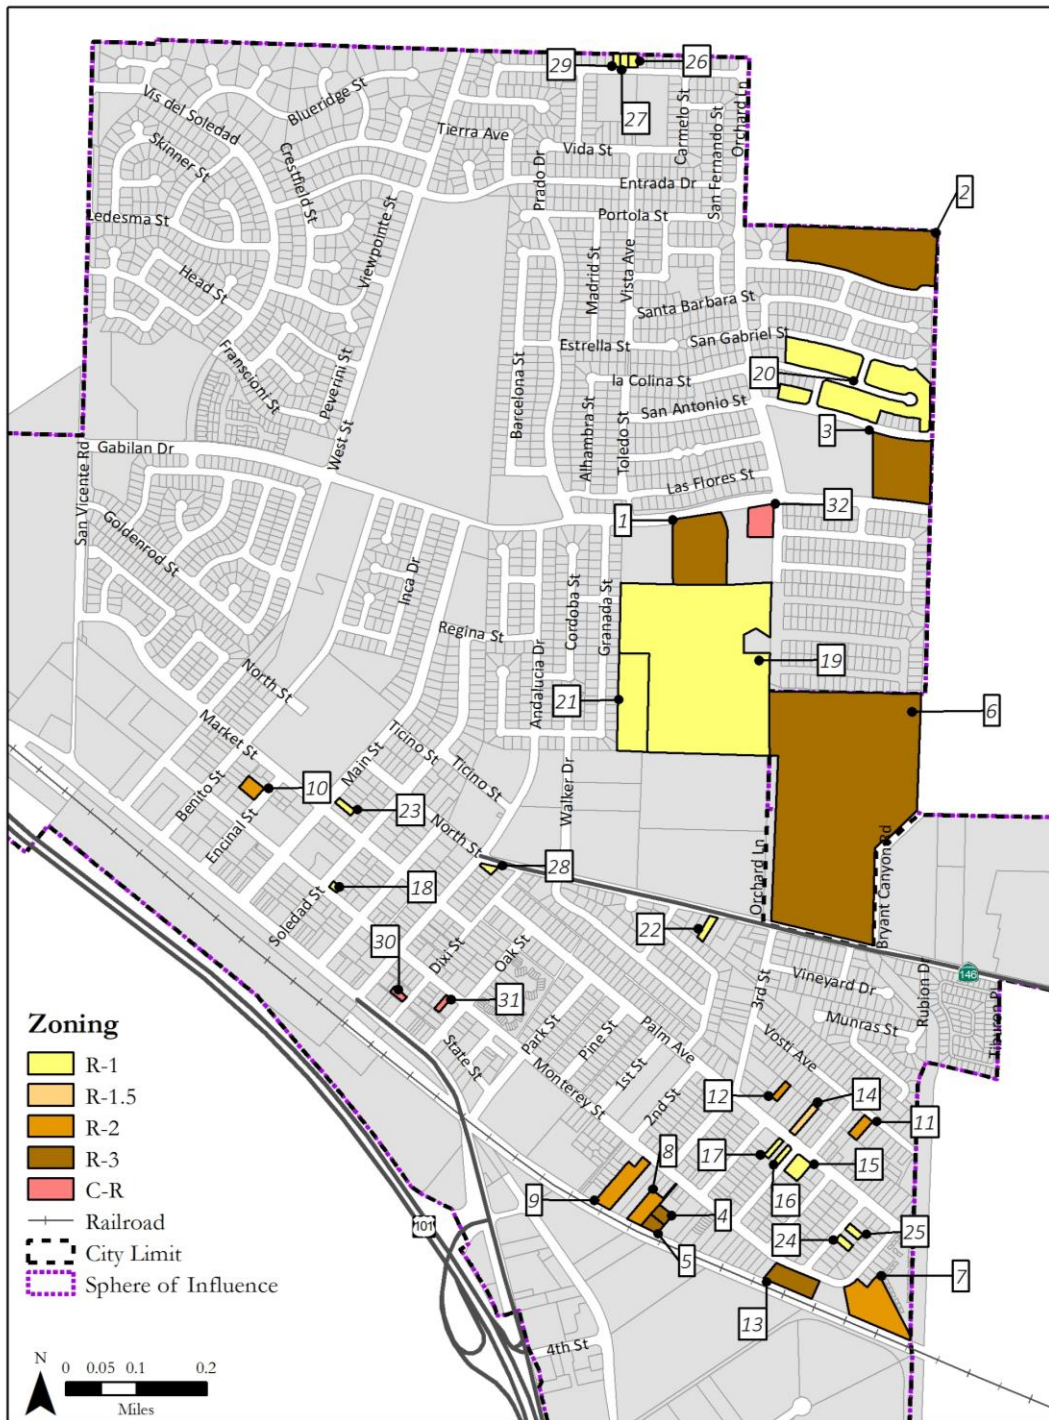 29
26
27
Blueridge St
Vis del Soledad
Tierra Ave
Carmelo St
Orchard Ln
Skinner St
Vida St
San Fernando St
Crestfield St
Prado Dr
Entrada Dr
2
Ledesma St
Portola St
Viewpointe St
Head St
Madrid St
Vista Ave
Santa Barbara St
San Gabriel St
Estrella St
Franscioni St
Peverini St
Barcelona St
la Colina St
20
Alhambra St
Toledo St
San Antonio St
3
Gabilan Dr
West St
San Vicente Rd
Las Flores St
32
1
Goldenrod St
Inca Dr
Cordoba St
Granada St
Regina St
19
North St
Andalucia Dr
21
6
Market St
Ticino St
Ticino St
Main St
Benito St
10
23
Walker Dr
Encinal St
North St
28
Orchard Ln
Bryant Canyon Rd
18
Soledad St
22
30
Dixi St
Oak St
146
31
3rd St
Vineyard Dr
Rubion Dr
Tiburon Pl
Munras St
Zoning
R-1
R-1.5
R-2
R-3
C-R
Railroad
City Limit
Sphere of Influence
State St
Park St
Pine St
Palm Ave
Vosti Ave
Monterey St
1st St
2nd St
12
14
11
17
8
15
16
9
4
101
5
24
25
7
13
4th St
N
0 0.05 0.1 0.2
Miles